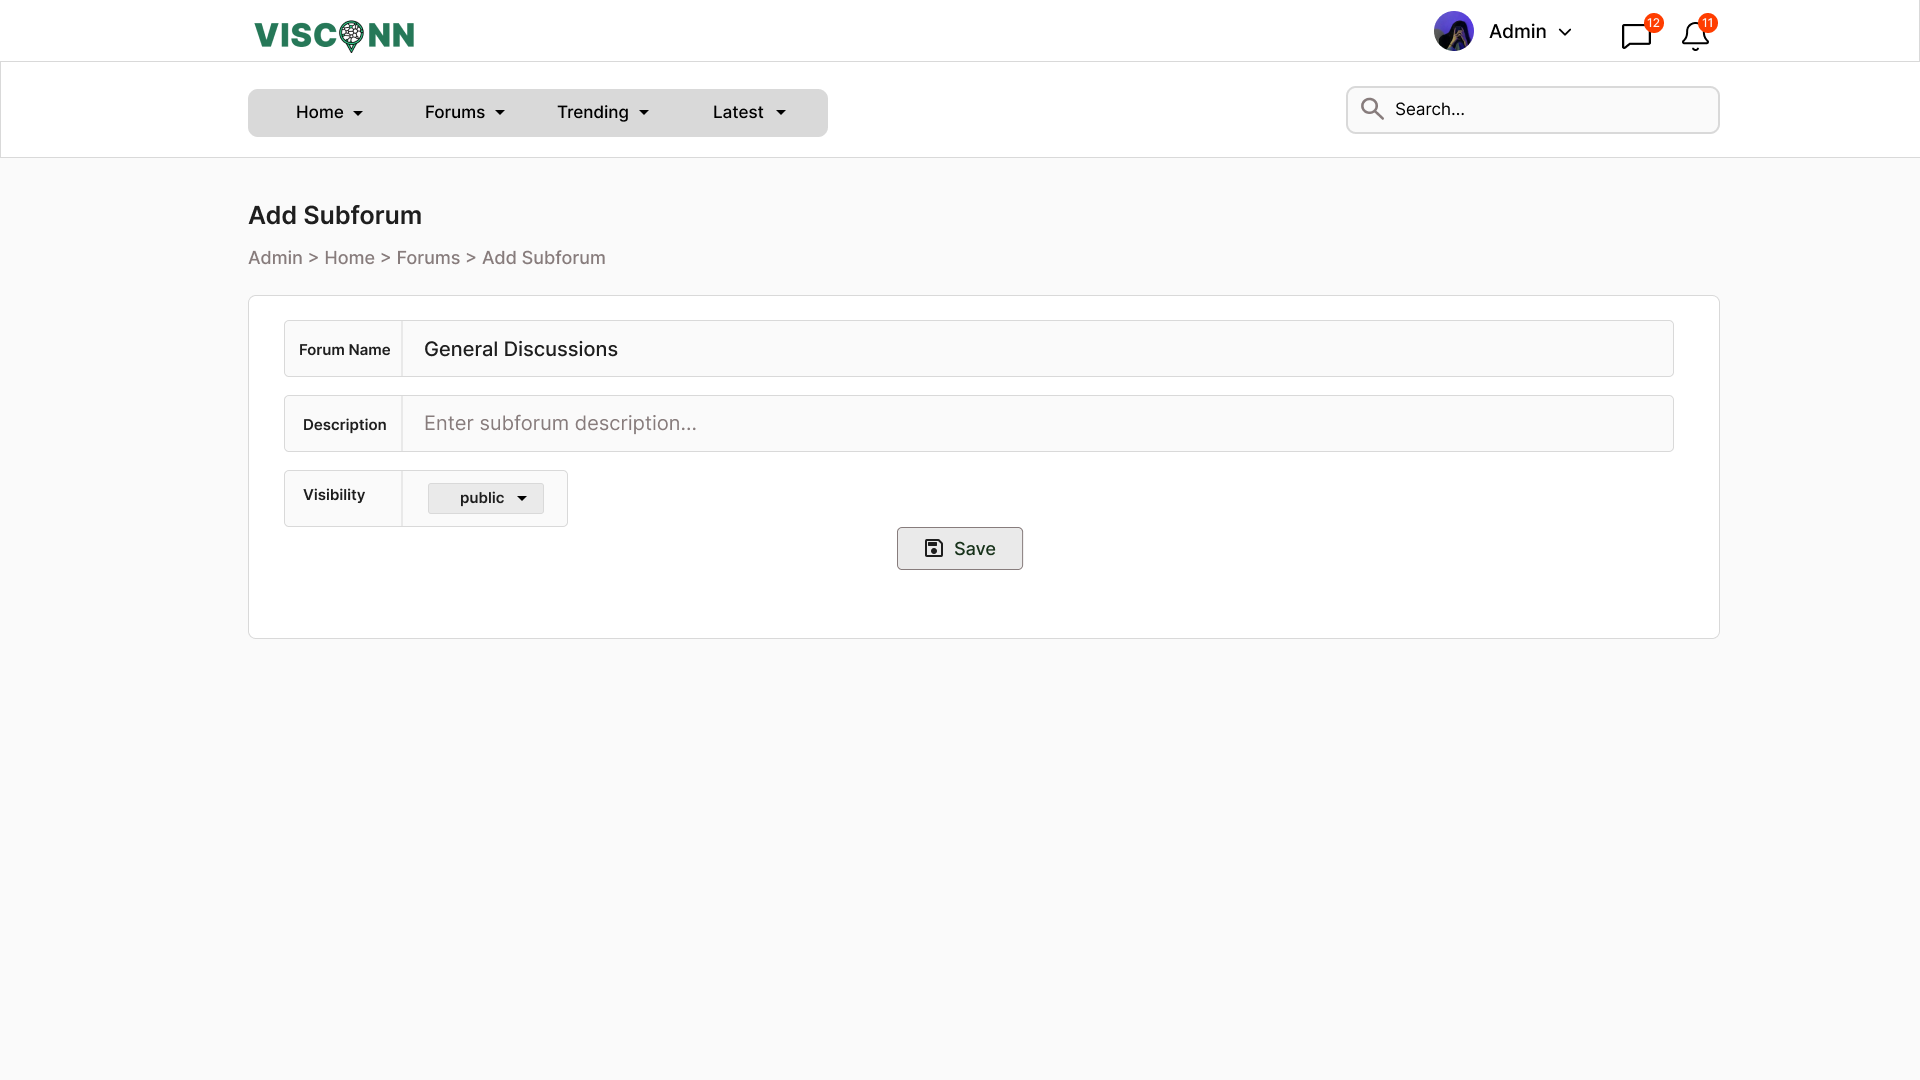 VISCONN
Admin
12
11
Home
Forums
Trending
Latest
Search...
Add Subforum
Admin > Home > Forums > Add Subforum
Forum Name
General Discussions
Description
Enter subforum description...
Visibility
public
Save